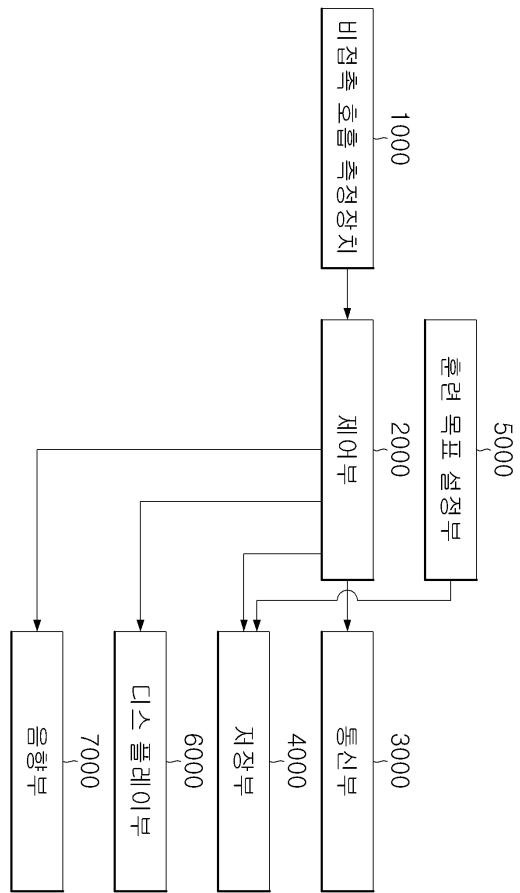 1000
비접촉 호흡 측정장치
5000
훈련 목표 설정부
2000
제어부
3000
통신부
4000
저장부
6000
디스 플레이부
7000
음향부